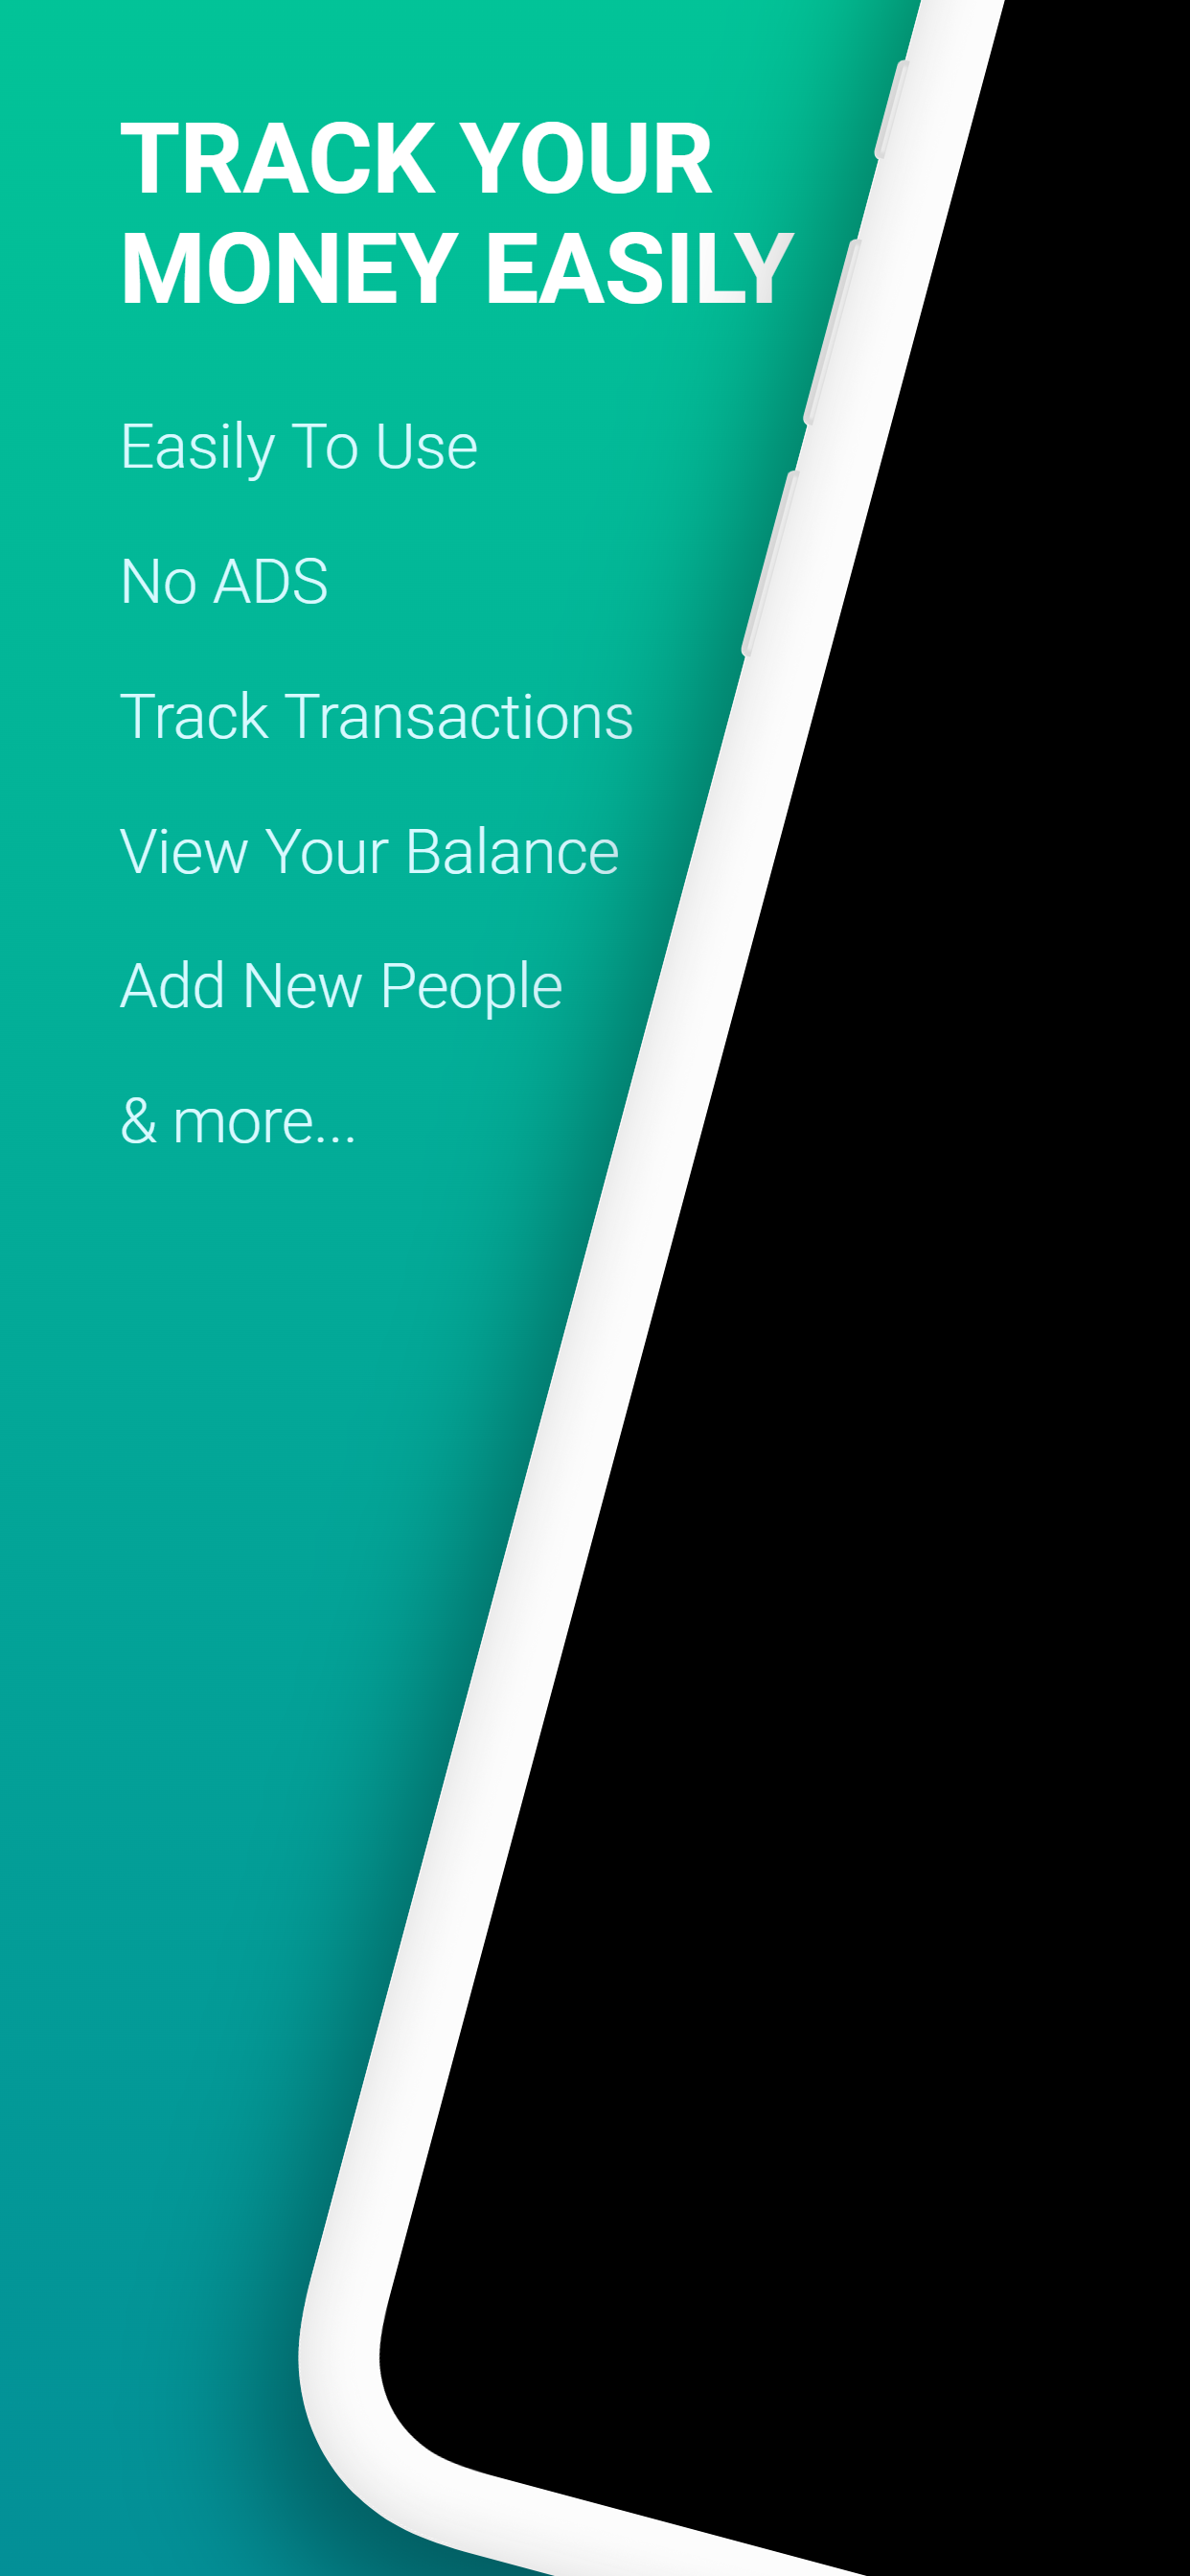 TRACK YOUR
MONEY EASILY
Easily To Use
No ADS
Track Transactions
View Your Balance
Add New People
& more...